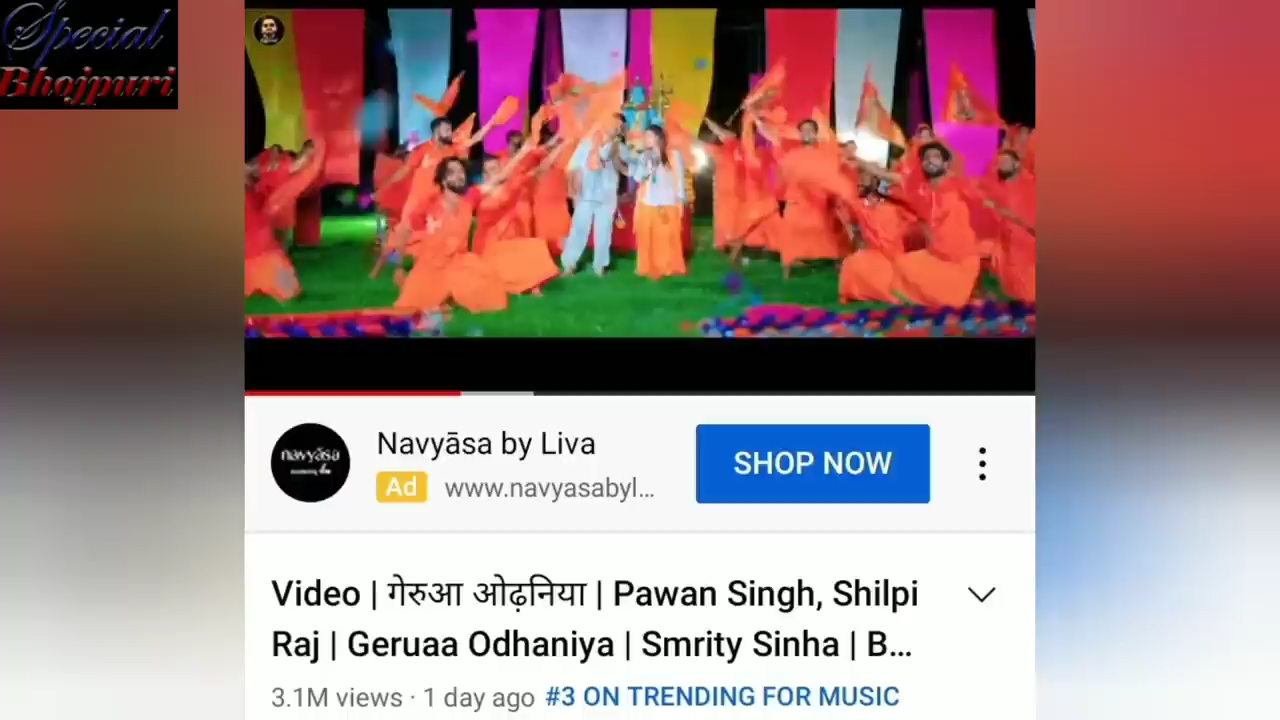 Special
Bhojpuri
navyāsa
Navyāsa by Liva
SHOP NOW
Ad www.navyasabyl...
Video | गेरुआ ओढ़निया | Pawan Singh, Shilpi
Raj | Geruaa Odhaniya | Smrity Sinha | B...
3.1M views · 1 day ago #3 ON TRENDING FOR MUSIC